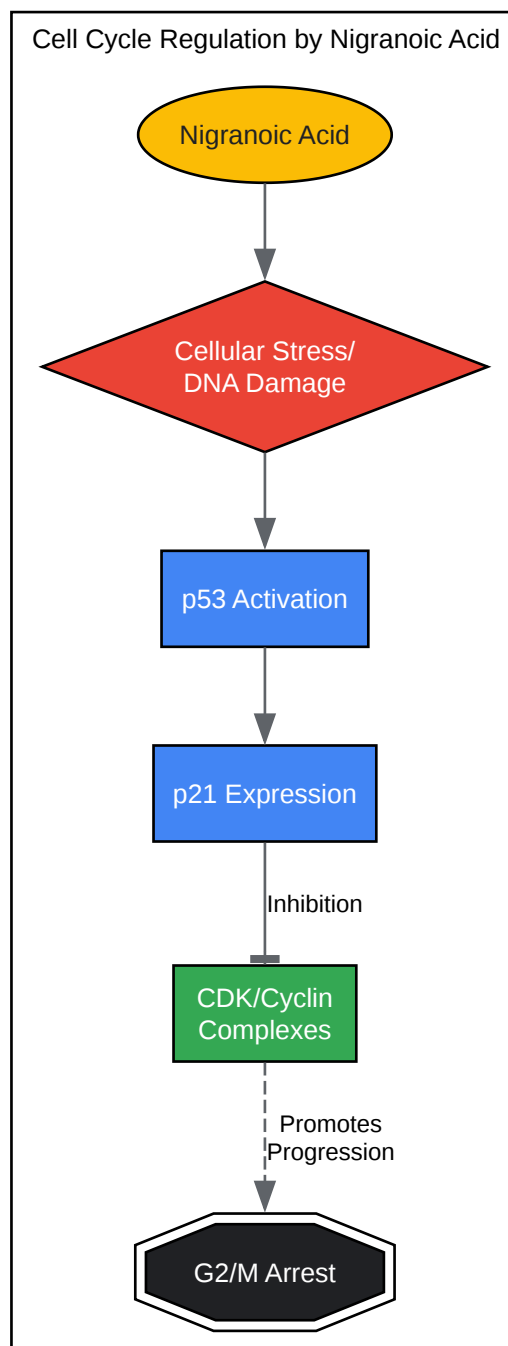 Cell Cycle Regulation by Nigranoic Acid
Nigranoic Acid
Cellular Stress/
DNA Damage
p53 Activation
p21 Expression
Inhibition
CDK/Cyclin
Complexes
Promotes
Progression
G2/M Arrest